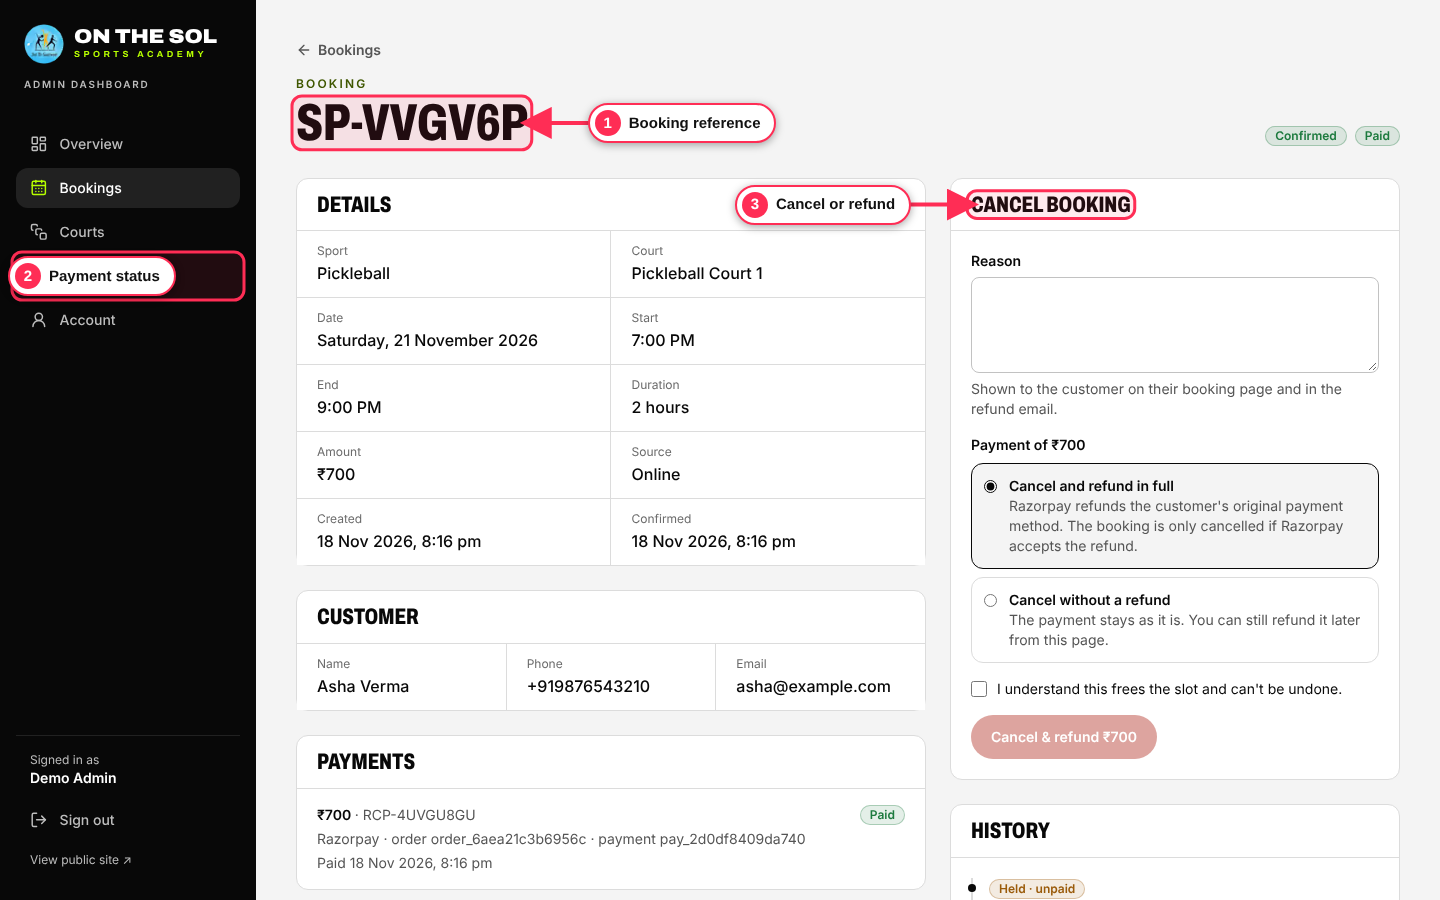 ON THE SOL
SPORTS ACADEMY
ADMIN DASHBOARD
Overview
Bookings
Courts
2 Payment status
Account
Signed in as
Demo Admin
Sign out
View public site ↗
← Bookings
BOOKING
SP-VVGV6P
1 Booking reference
Confirmed
Paid
DETAILS
3 Cancel or refund
Sport
Pickleball
Court
Pickleball Court 1
Date
Saturday, 21 November 2026
Start
7:00 PM
End
9:00 PM
Duration
2 hours
Amount
₹700
Source
Online
Created
18 Nov 2026, 8:16 pm
Confirmed
18 Nov 2026, 8:16 pm
CUSTOMER
Name
Asha Verma
Phone
+919876543210
Email
asha@example.com
PAYMENTS
₹700 · RCP-4UVGU8GU
Paid
Razorpay · order order_6aea21c3b6956c · payment pay_2d0df8409da740
Paid 18 Nov 2026, 8:16 pm
CANCEL BOOKING
Reason
Shown to the customer on their booking page and in the
refund email.
Payment of ₹700
Cancel and refund in full
Razorpay refunds the customer's original payment
method. The booking is only cancelled if Razorpay
accepts the refund.
Cancel without a refund
The payment stays as it is. You can still refund it later
from this page.
I understand this frees the slot and can't be undone.
Cancel & refund ₹700
HISTORY
Held · unpaid